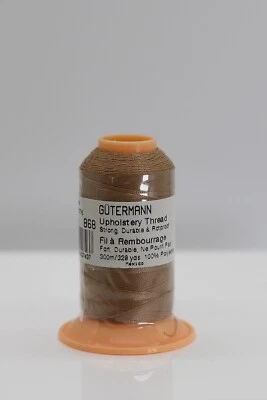 GÜTERMANN
868
Upholstery Thread
Strong, Durable & Rotproof
Fil à Rembourrage
Fort, Durable, Ne Pourrit Pas
300m/328 yds 100% Polyester
México